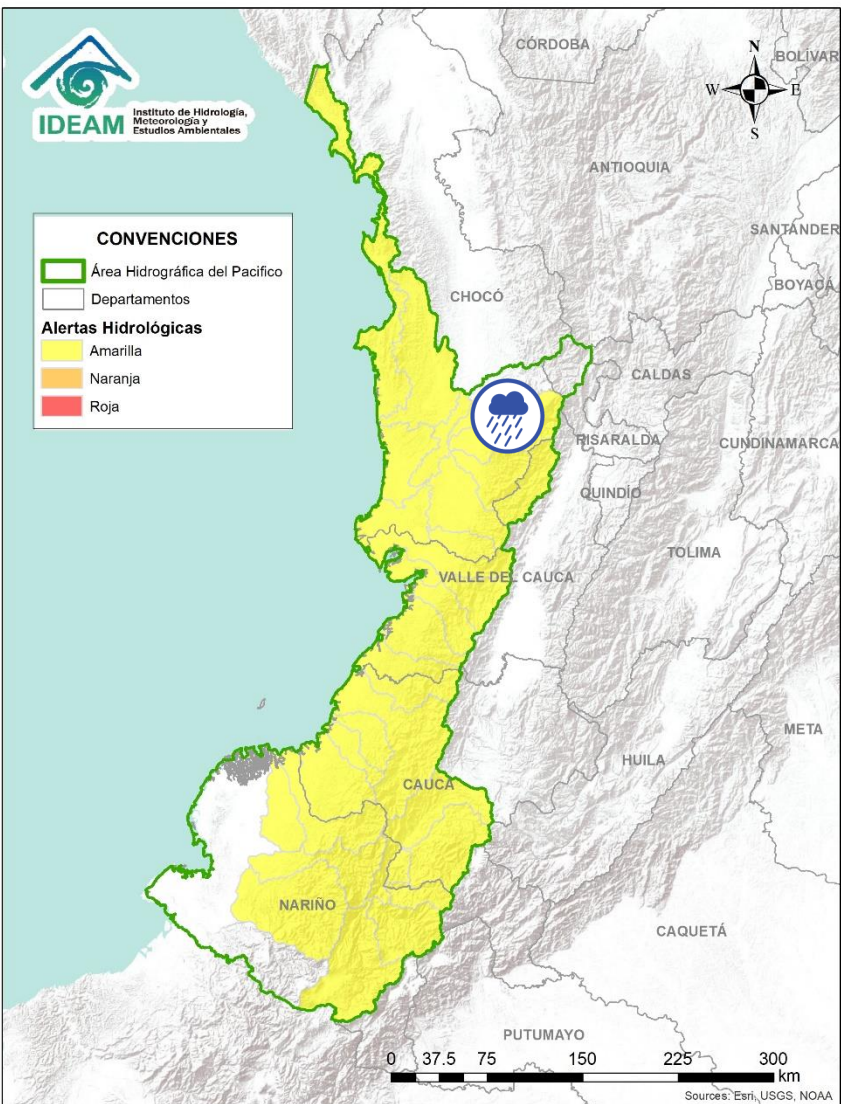 IDEAM
Instituto de Hidrología,
Meteorología y
Estudios Ambientales
N
W
E
S
CONVENCIONES
Área Hidrográfica del Pacifico
Departamentos
Alertas Hidrológicas
Amarilla
Naranja
Roja
CÓRDOBA
BOLÍVAR
ANTIOQUIA
SANTANDER
BOYACÁ
CHOCÓ
CALDAS
RISARALDA
CUNDINAMARCA
QUINDÍO
TOLIMA
VALLE DEL CAUCA
META
HUILA
CAUCA
NARIÑO
CAQUETÁ
PUTUMAYO
0 37.5 75 150 225 300
km
Sources: Esri, USGS, NOAA